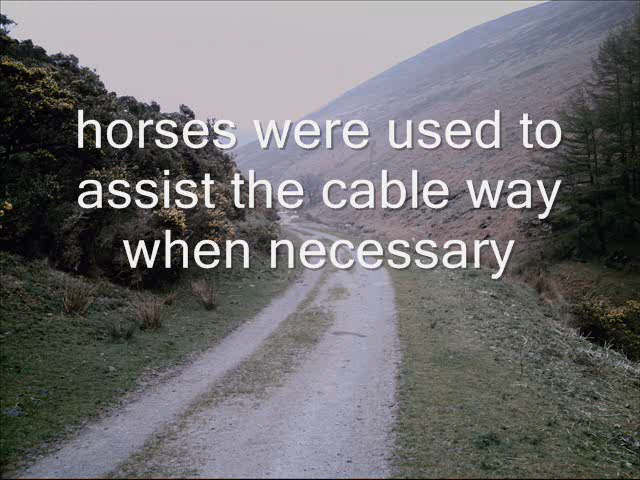 horses were used to
assist the cable way
when necessary